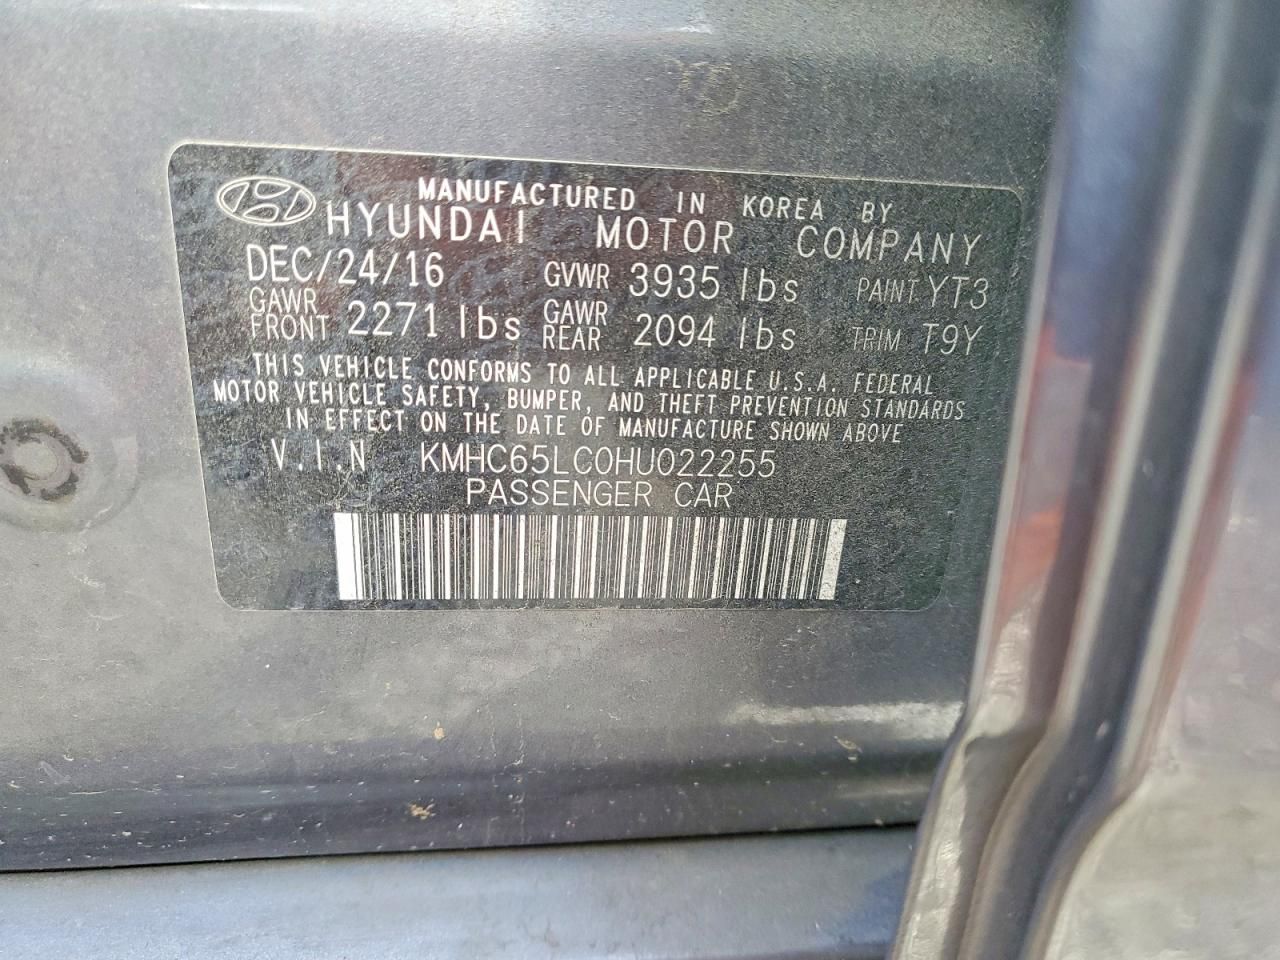 MANUFACTURED IN KOREA BY
HYUNDAI MOTOR COMPANY
DEC/24/16 GVWR 3935 lbs PAINT YT3
GAWR FRONT 2271 lbs GAWR REAR 2094 lbs TRIM T9Y
THIS VEHICLE CONFORMS TO ALL APPLICABLE U.S.A. FEDERAL
MOTOR VEHICLE SAFETY, BUMPER, AND THEFT PREVENTION STANDARDS
IN EFFECT ON THE DATE OF MANUFACTURE SHOWN ABOVE
V.I.N KMHC65LC0HU022255
PASSENGER CAR